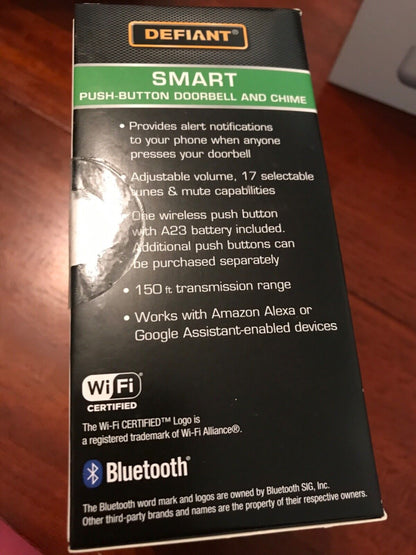 DEFIANT®
SMART
PUSH-BUTTON DOORBELL AND CHIME
• Provides alert notifications
to your phone when anyone
presses your doorbell
• Adjustable volume, 17 selectable
tunes & mute capabilities
• One wireless push button
with A23 battery included.
Additional push buttons can
be purchased separately
• 150 ft transmission range
• Works with Amazon Alexa or
Google Assistant-enabled devices
Wi Fi®
CERTIFIED
The Wi-Fi CERTIFIED™ Logo is
a registered trademark of Wi-Fi Alliance®.
Bluetooth®
The Bluetooth word mark and logos are owned by Bluetooth SIG, Inc.
Other third-party brands and names are the property of their respective owners.